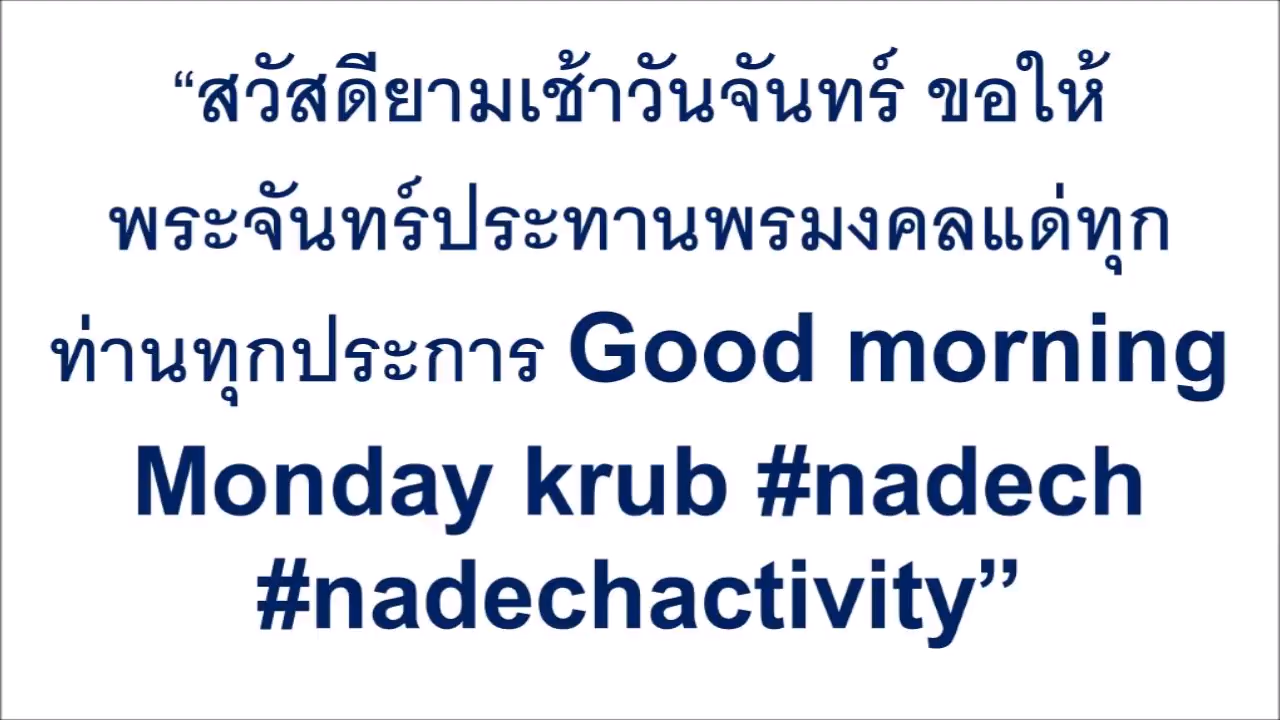 “สวัสดียามเช้าวันจันทร์ ขอให้
พระจันทร์ประทานพรมงคลแด่ทุก
ท่านทุกประการ Good morning
Monday krub #nadech
#nadechactivity”